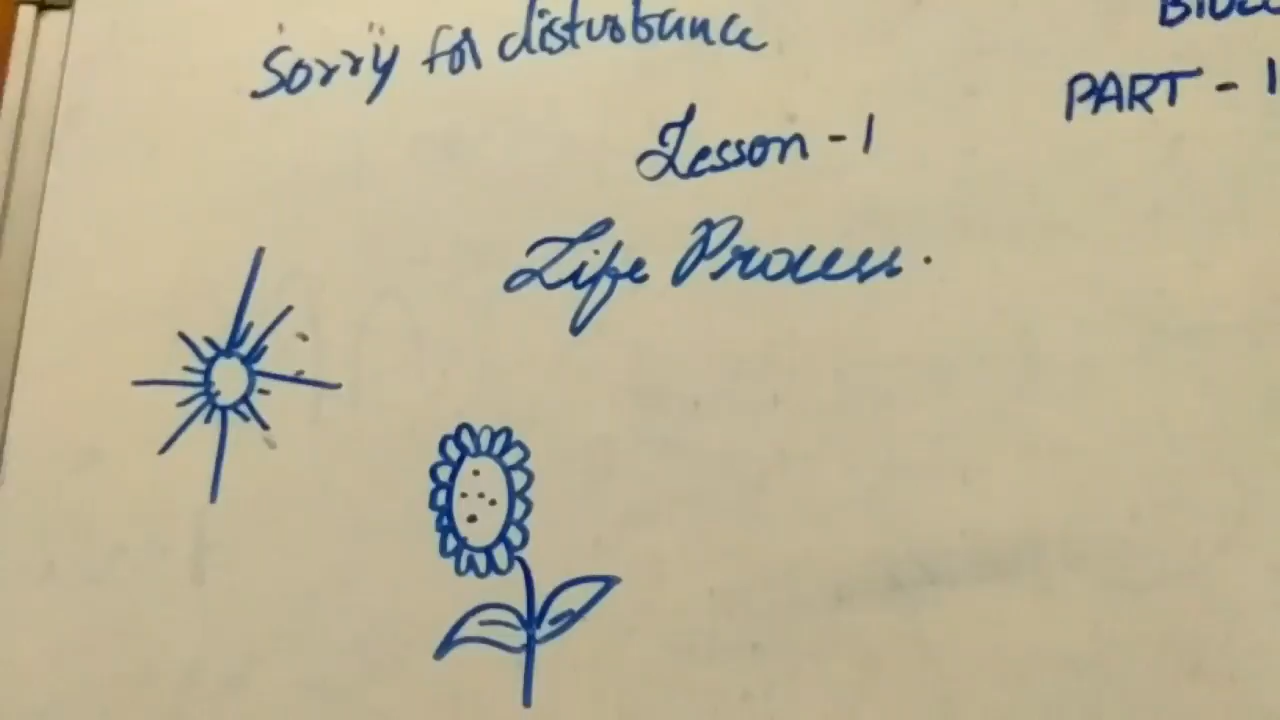 Sorry for disturbance
PART - 1
Lesson - 1
Life Process.